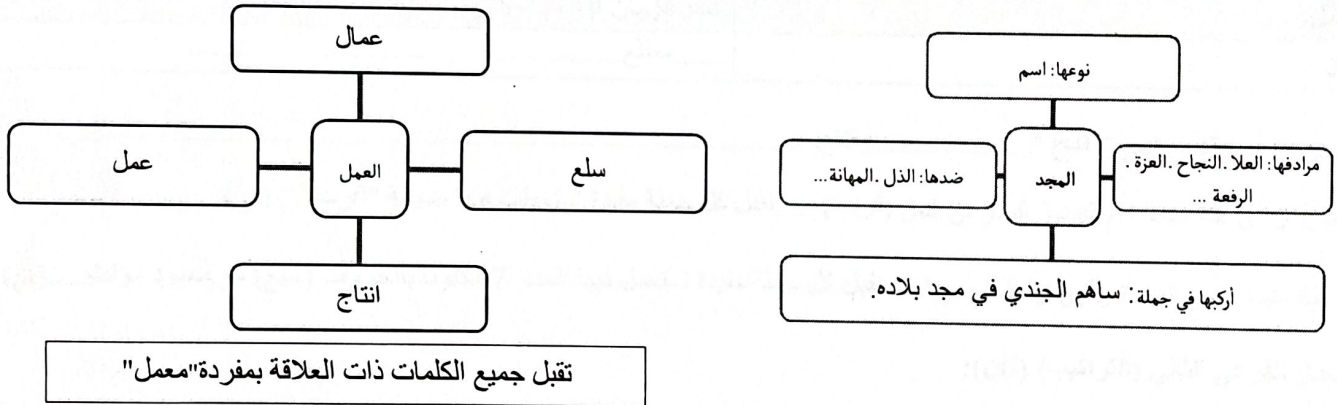 نوعها: اسم
مرادفها: العلا .النجاح .العزة .
الرفعة ...
المجد
ضدها: الذل .المهانة...
أركبها في جملة: ساهم الجندي في مجد بلاده.
عمال
سلع
العمل
عمل
انتاج
تقبل جميع الكلمات ذات العلاقة بمفردة"معمل"